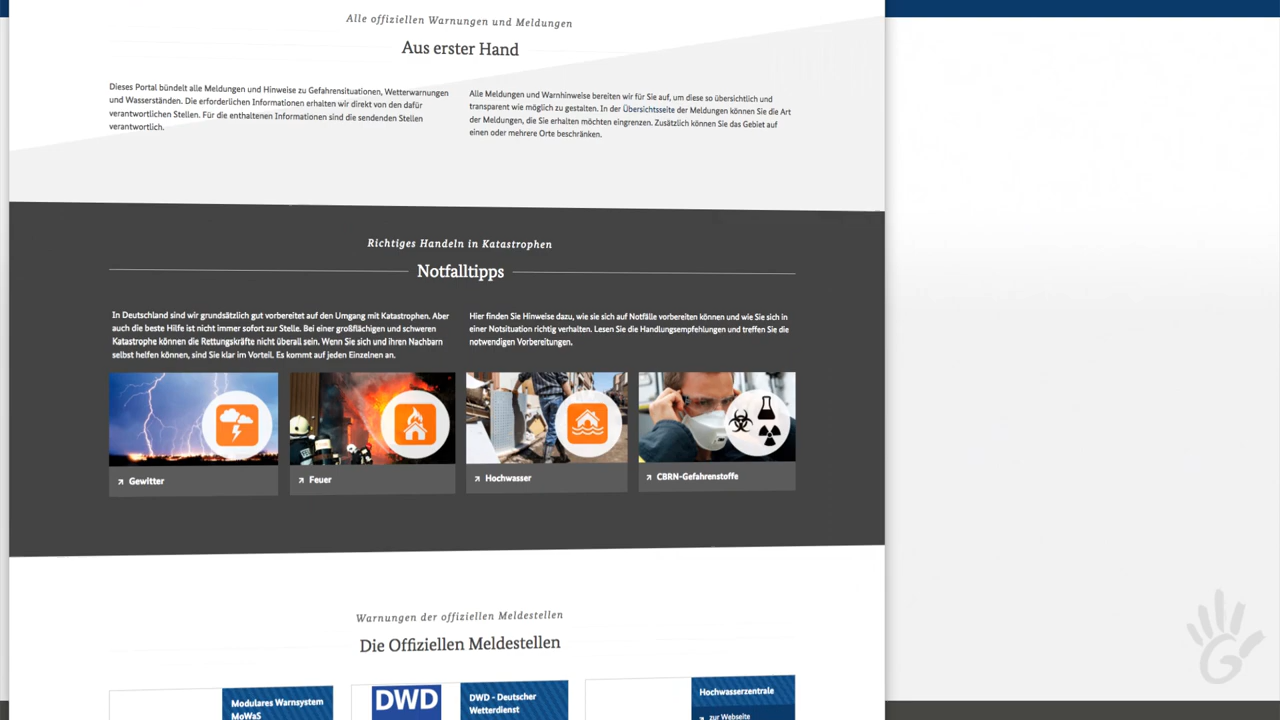 Alle offiziellen Warnungen und Meldungen
Aus erster Hand
Dieses Portal bündelt alle Meldungen und Hinweise zu Gefahrensituationen, Wetterwarnungen
und Wasserständen. Die erforderlichen Informationen erhalten wir direkt von den dafür
verantwortlichen Stellen. Für die enthaltenen Informationen sind die sendenden Stellen
verantwortlich.
Alle Meldungen und Warnhinweise bereiten wir für Sie auf, um diese so übersichtlich und
transparent wie möglich zu gestalten. In der Übersichtsseite der Meldungen können Sie die Art
der Meldungen, die Sie erhalten möchten eingrenzen. Zusätzlich können Sie das Gebiet auf
einen oder mehrere Orte beschränken.
Richtiges Handeln in Katastrophen
Notfalltipps
In Deutschland sind wir grundsätzlich gut vorbereitet auf den Umgang mit Katastrophen. Aber
auch die beste Hilfe ist nicht immer sofort zur Stelle. Bei einer großflächigen und schweren
Katastrophe können die Rettungskräfte nicht überall sein. Wenn Sie sich und ihren Nachbarn
selbst helfen können, sind Sie klar im Vorteil. Es kommt auf jeden Einzelnen an.
Hier finden Sie Hinweise dazu, wie sie sich auf Notfälle vorbereiten können und wie Sie sich in
einer Notsituation richtig verhalten. Lesen Sie die Handlungsempfehlungen und treffen Sie die
notwendigen Vorbereitungen.
Gewitter
Feuer
Hochwasser
CBRN-Gefahrenstoffe
Warnungen der offiziellen Meldestellen
Die Offiziellen Meldestellen
Modulares Warnsystem
MoWaS
DWD
DWD - Deutscher
Wetterdienst
Hochwasserzentrale
zur Webseite
G